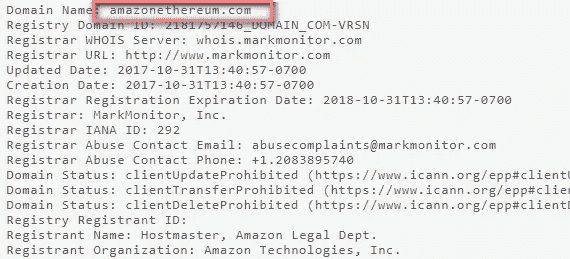 Domain Name: amazonethereum.com
Registry Domain ID: 2181757146_DOMAIN_COM-VRSN
Registrar WHOIS Server: whois.markmonitor.com
Registrar URL: http://www.markmonitor.com
Updated Date: 2017-10-31T13:40:57-0700
Creation Date: 2017-10-31T13:40:57-0700
Registrar Registration Expiration Date: 2018-10-31T13:40:57-0700
Registrar: MarkMonitor, Inc.
Registrar IANA ID: 292
Registrar Abuse Contact Email: abusecomplaints@markmonitor.com
Registrar Abuse Contact Phone: +1.2083895740
Domain Status: clientUpdateProhibited (https://www.icann.org/epp#clientU
Domain Status: clientTransferProhibited (https://www.icann.org/epp#clie
Domain Status: clientDeleteProhibited (https://www.icann.org/epp#clientD
Registry Registrant ID:
Registrant Name: Hostmaster, Amazon Legal Dept.
Registrant Organization: Amazon Technologies, Inc.